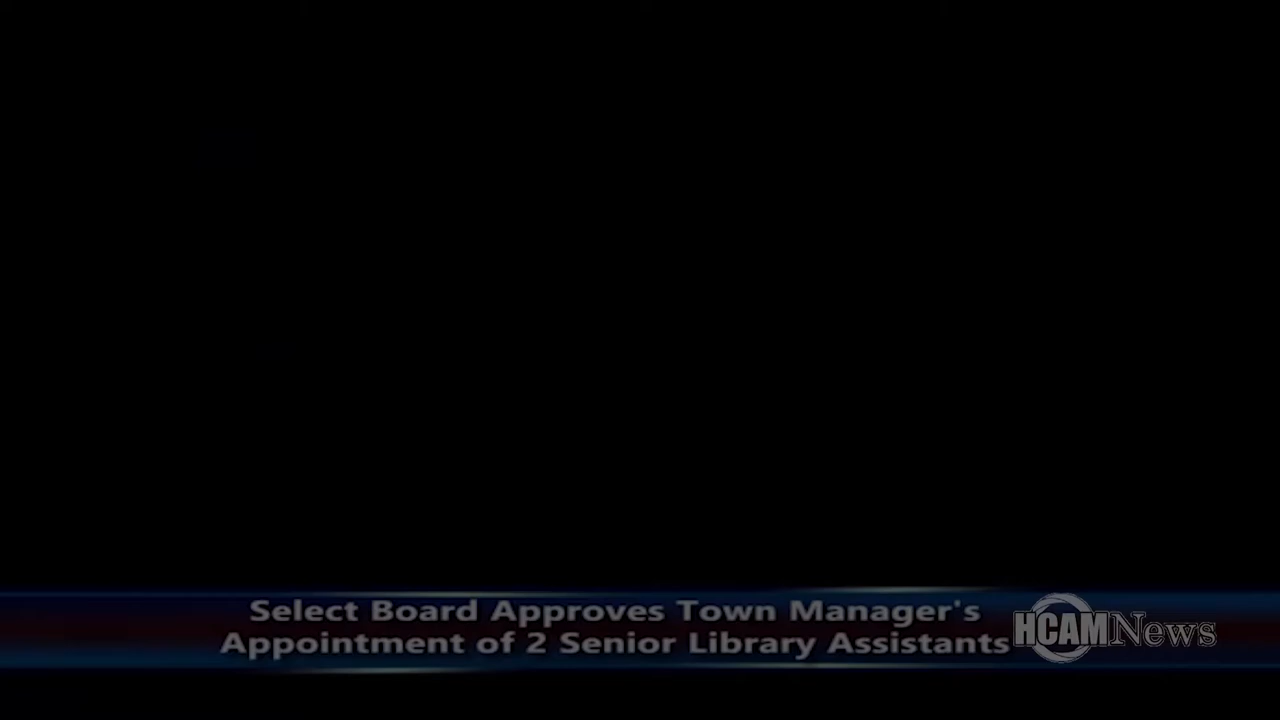 Select Board Approves Town Manager's
Appointment of 2 Senior Library Assistants
HCAMNews